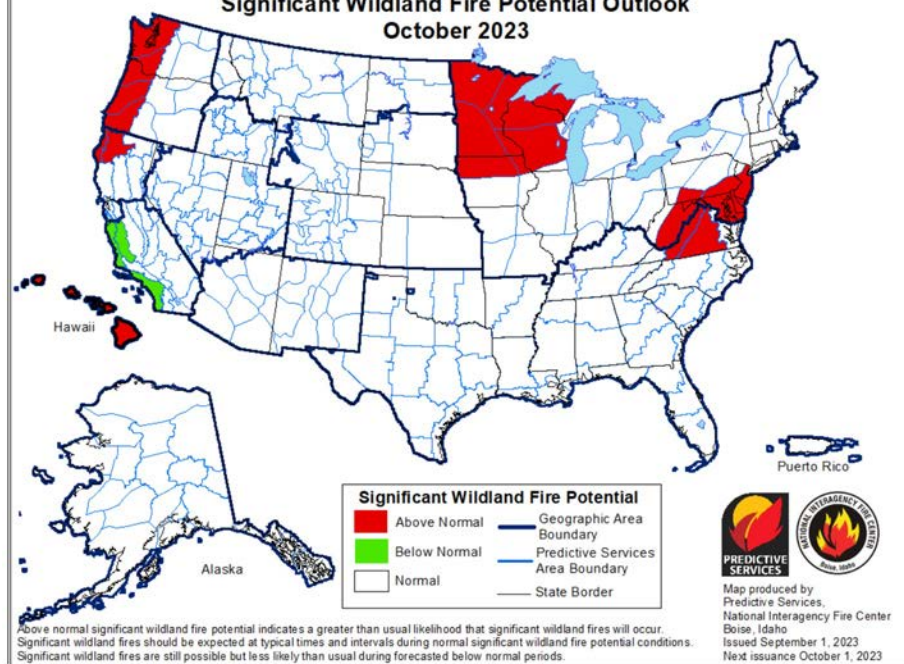 Significant Wildland Fire Potential Outlook
October 2023
Hawaii
Puerto Rico
Alaska
Significant Wildland Fire Potential
Above Normal
Below Normal
Normal
Geographic Area
Boundary
Predictive Services
Area Boundary
State Border
PREDICTIVE
SERVICES
NATIONAL INTERAGENCY FIRE CENTER
Boise, Idaho
Map produced by
Predictive Services,
National Interagency Fire Center
Boise, Idaho
Issued September 1, 2023
Next issuance October 1, 2023
Above normal significant wildland fire potential indicates a greater than usual likelihood that significant wildland fires will occur.
Significant wildland fires should be expected at typical times and intervals during normal significant wildland fire potential conditions.
Significant wildland fires are still possible but less likely than usual during forecasted below normal periods.